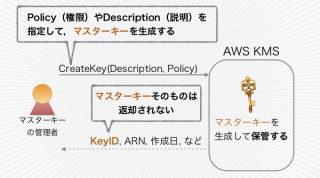 Policy（権限）やDescription（説明）を
指定して，マスターキーを生成する
AWS KMS
CreateKey(Description, Policy)
マスターキーそのものは
返却されない
マスターキー
の管理者
マスターキーを
生成して保管する
KeyID, ARN, 作成日, など